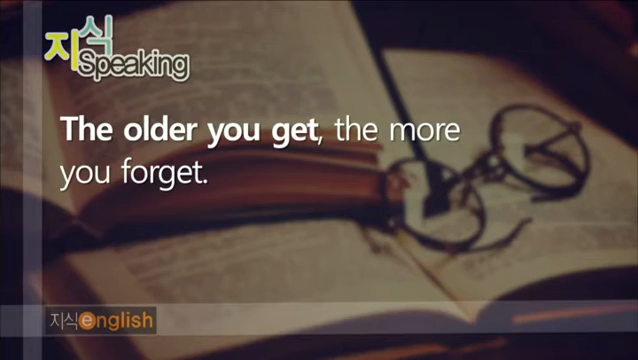 지식
Speaking
The older you get, the more
you forget.
지식english